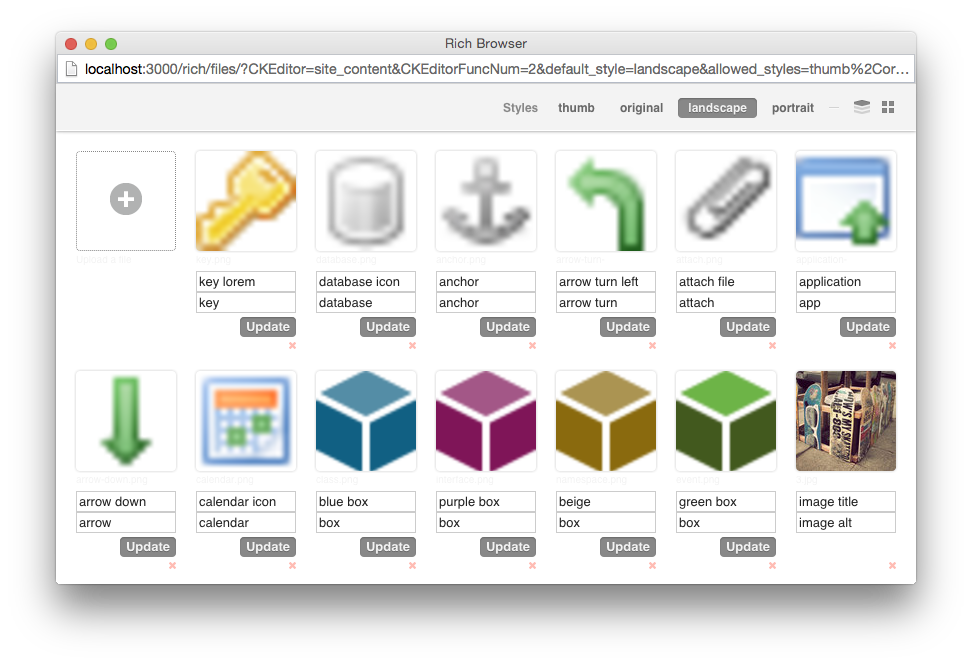 Rich Browser
localhost:3000/rich/files/?CKEditor=site_content&CKEditorFuncNum=2&default_style=landscape&allowed_styles=thumb%2Cor…
Styles thumb original landscape portrait
Upload a file key.png database.png anchor.png arrow-turn- attach.png application-
key lorem database icon anchor arrow turn left attach file application
key database anchor arrow turn attach app
Update Update Update Update Update Update
arrow-down.png calendar.png class.png interface.png namespace.png event.png
arrow down calendar icon blue box purple box beige green box image title
arrow calendar box box box box image alt
Update Update Update Update Update Update